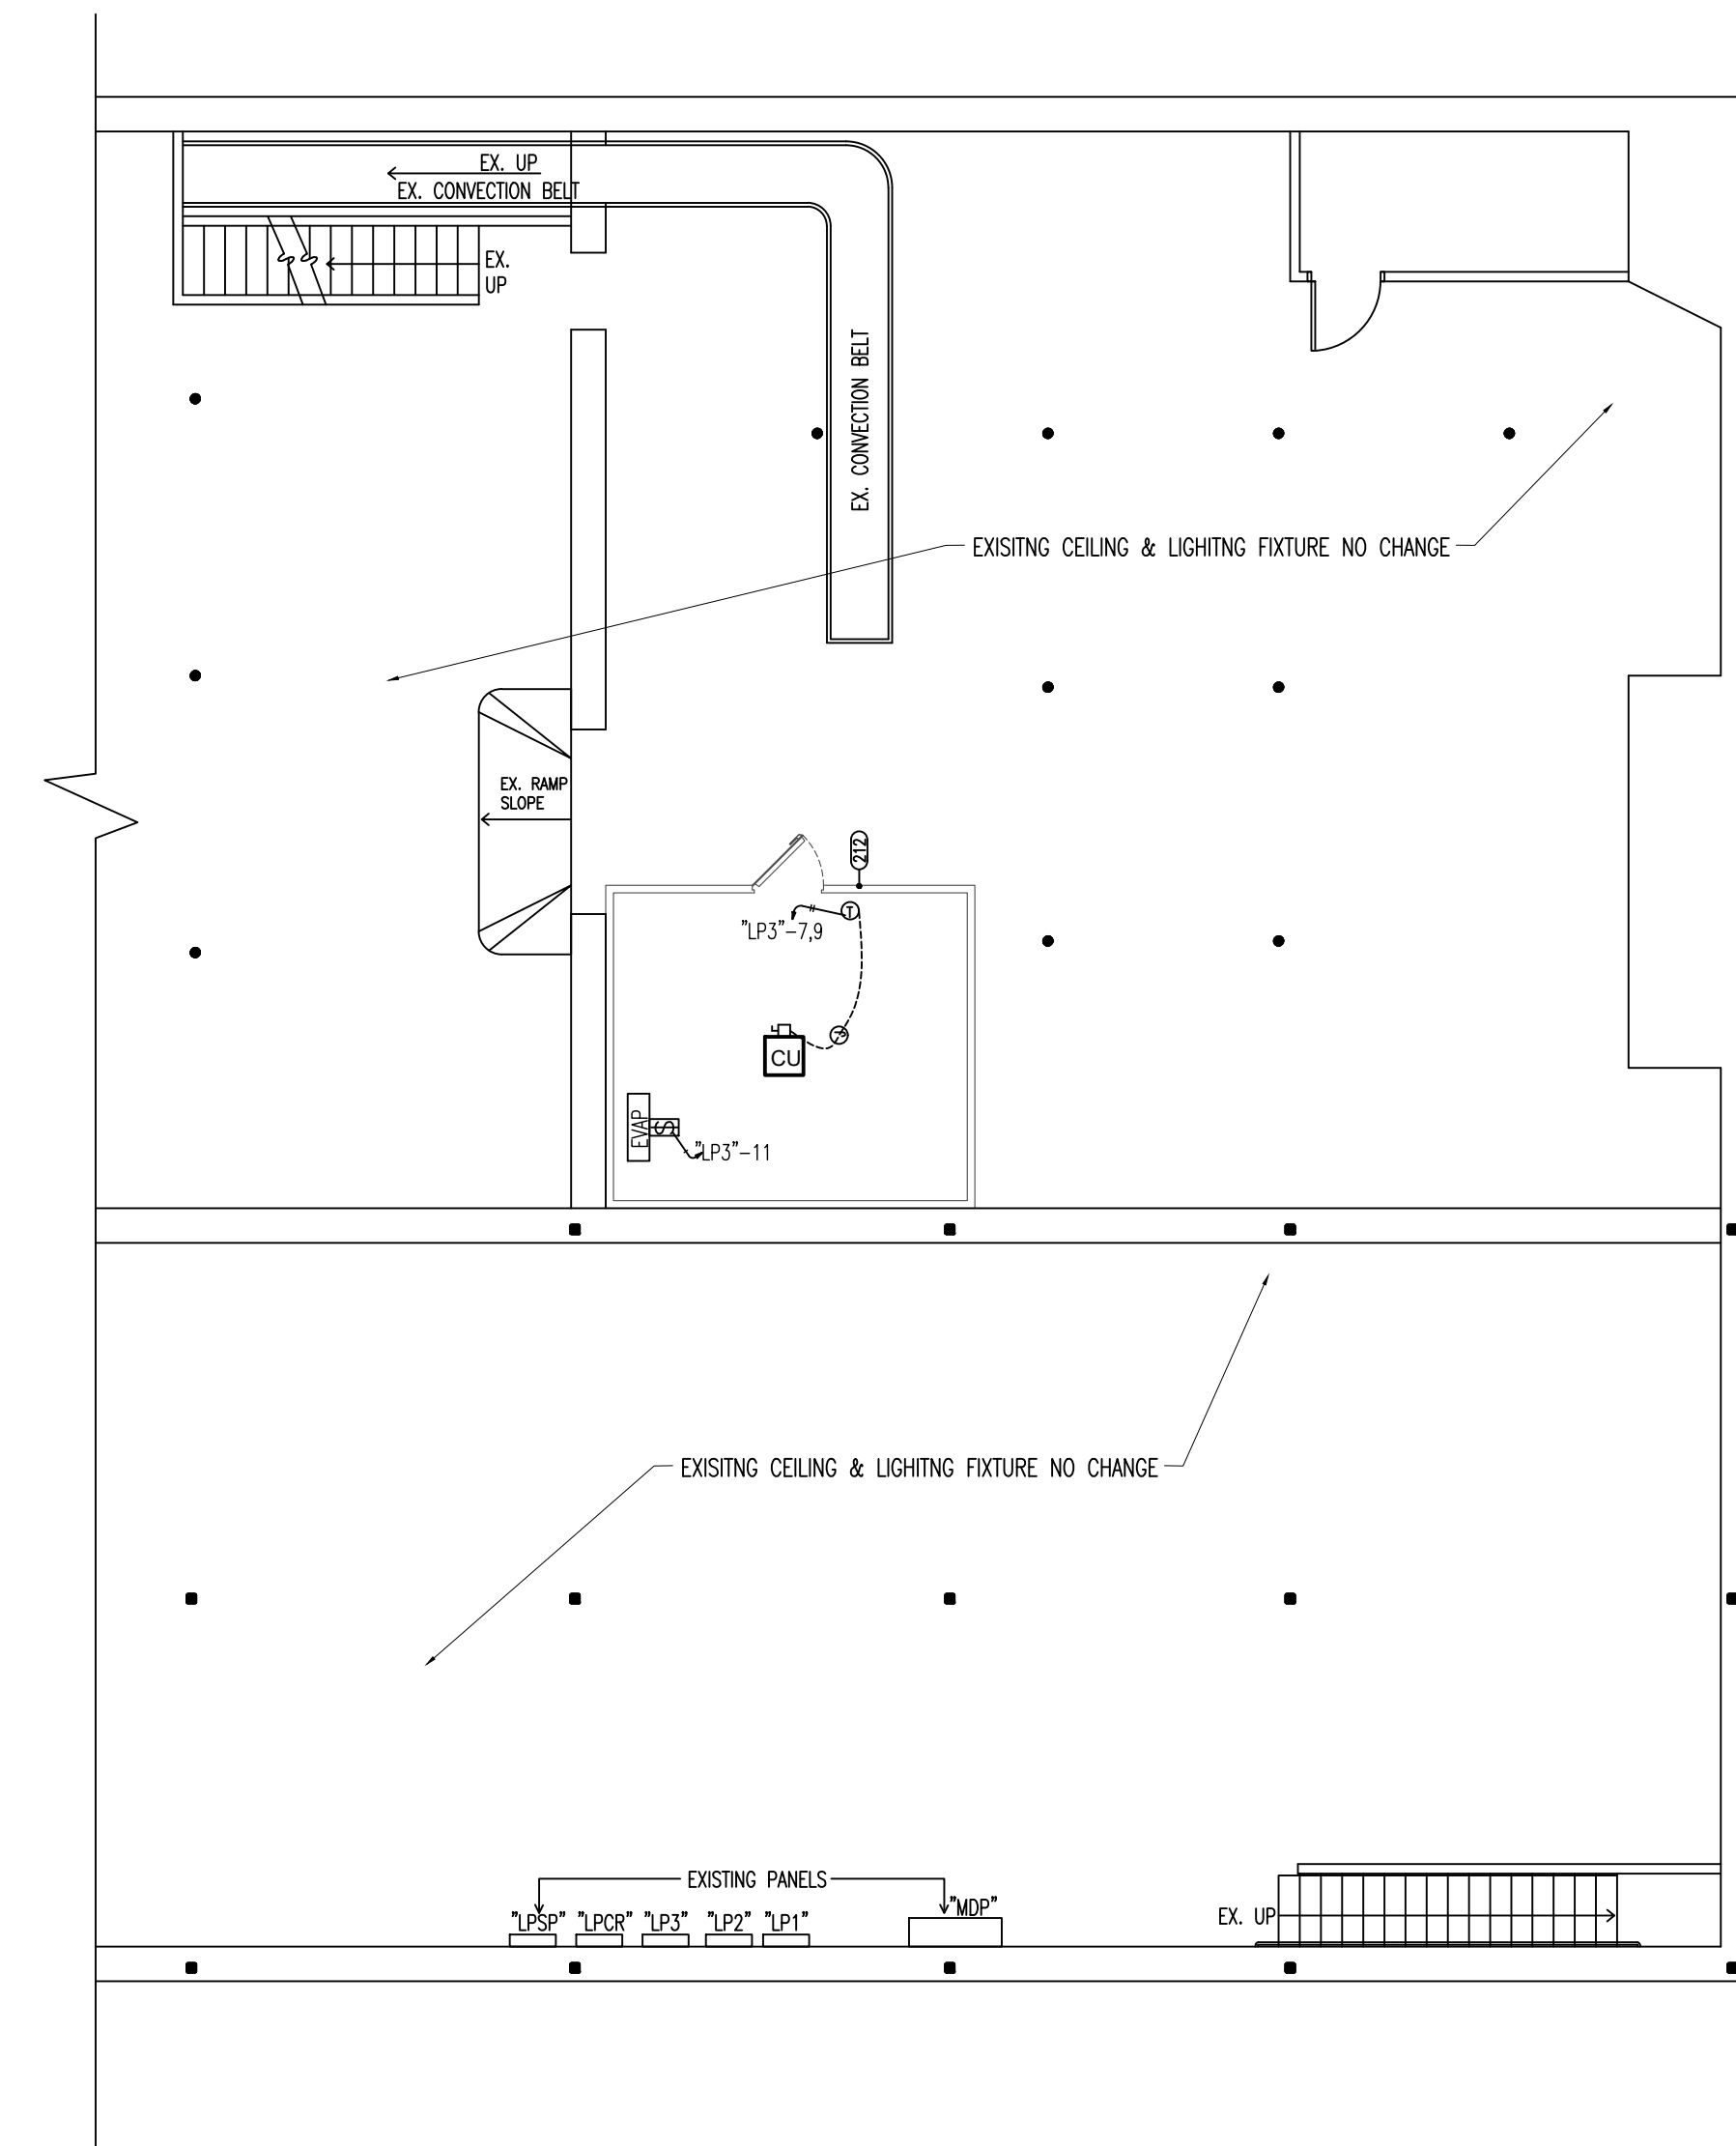 EX. UP
EX. CONVECTION BELT
EX.
UP
EX. CONVECTION BELT
EXISITNG CEILING & LIGHITNG FIXTURE NO CHANGE
EX. RAMP
SLOPE
212
T
"LP3"-7,9
J
CU
EVAP
S
"LP3"-11
EXISITNG CEILING & LIGHITNG FIXTURE NO CHANGE
EXISTING PANELS
"LPSP" "LPCR" "LP3" "LP2" "LP1" "MDP"
EX. UP